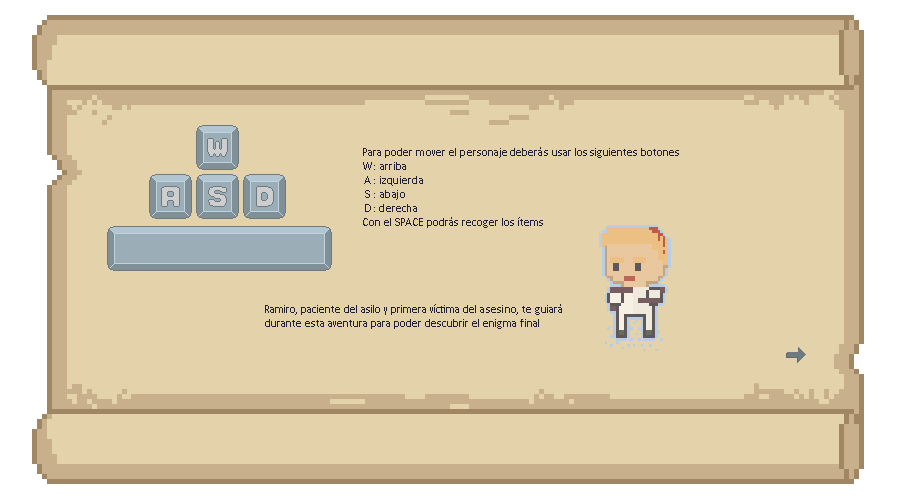 W
A S D
Para poder mover el personaje deberás usar los siguientes botones
W: arriba
A : izquierda
S : abajo
D : derecha
Con el SPACE podrás recoger los ítems
Ramiro, paciente del asilo y primera víctima del asesino, te guiará
durante esta aventura para poder descubrir el enigma final